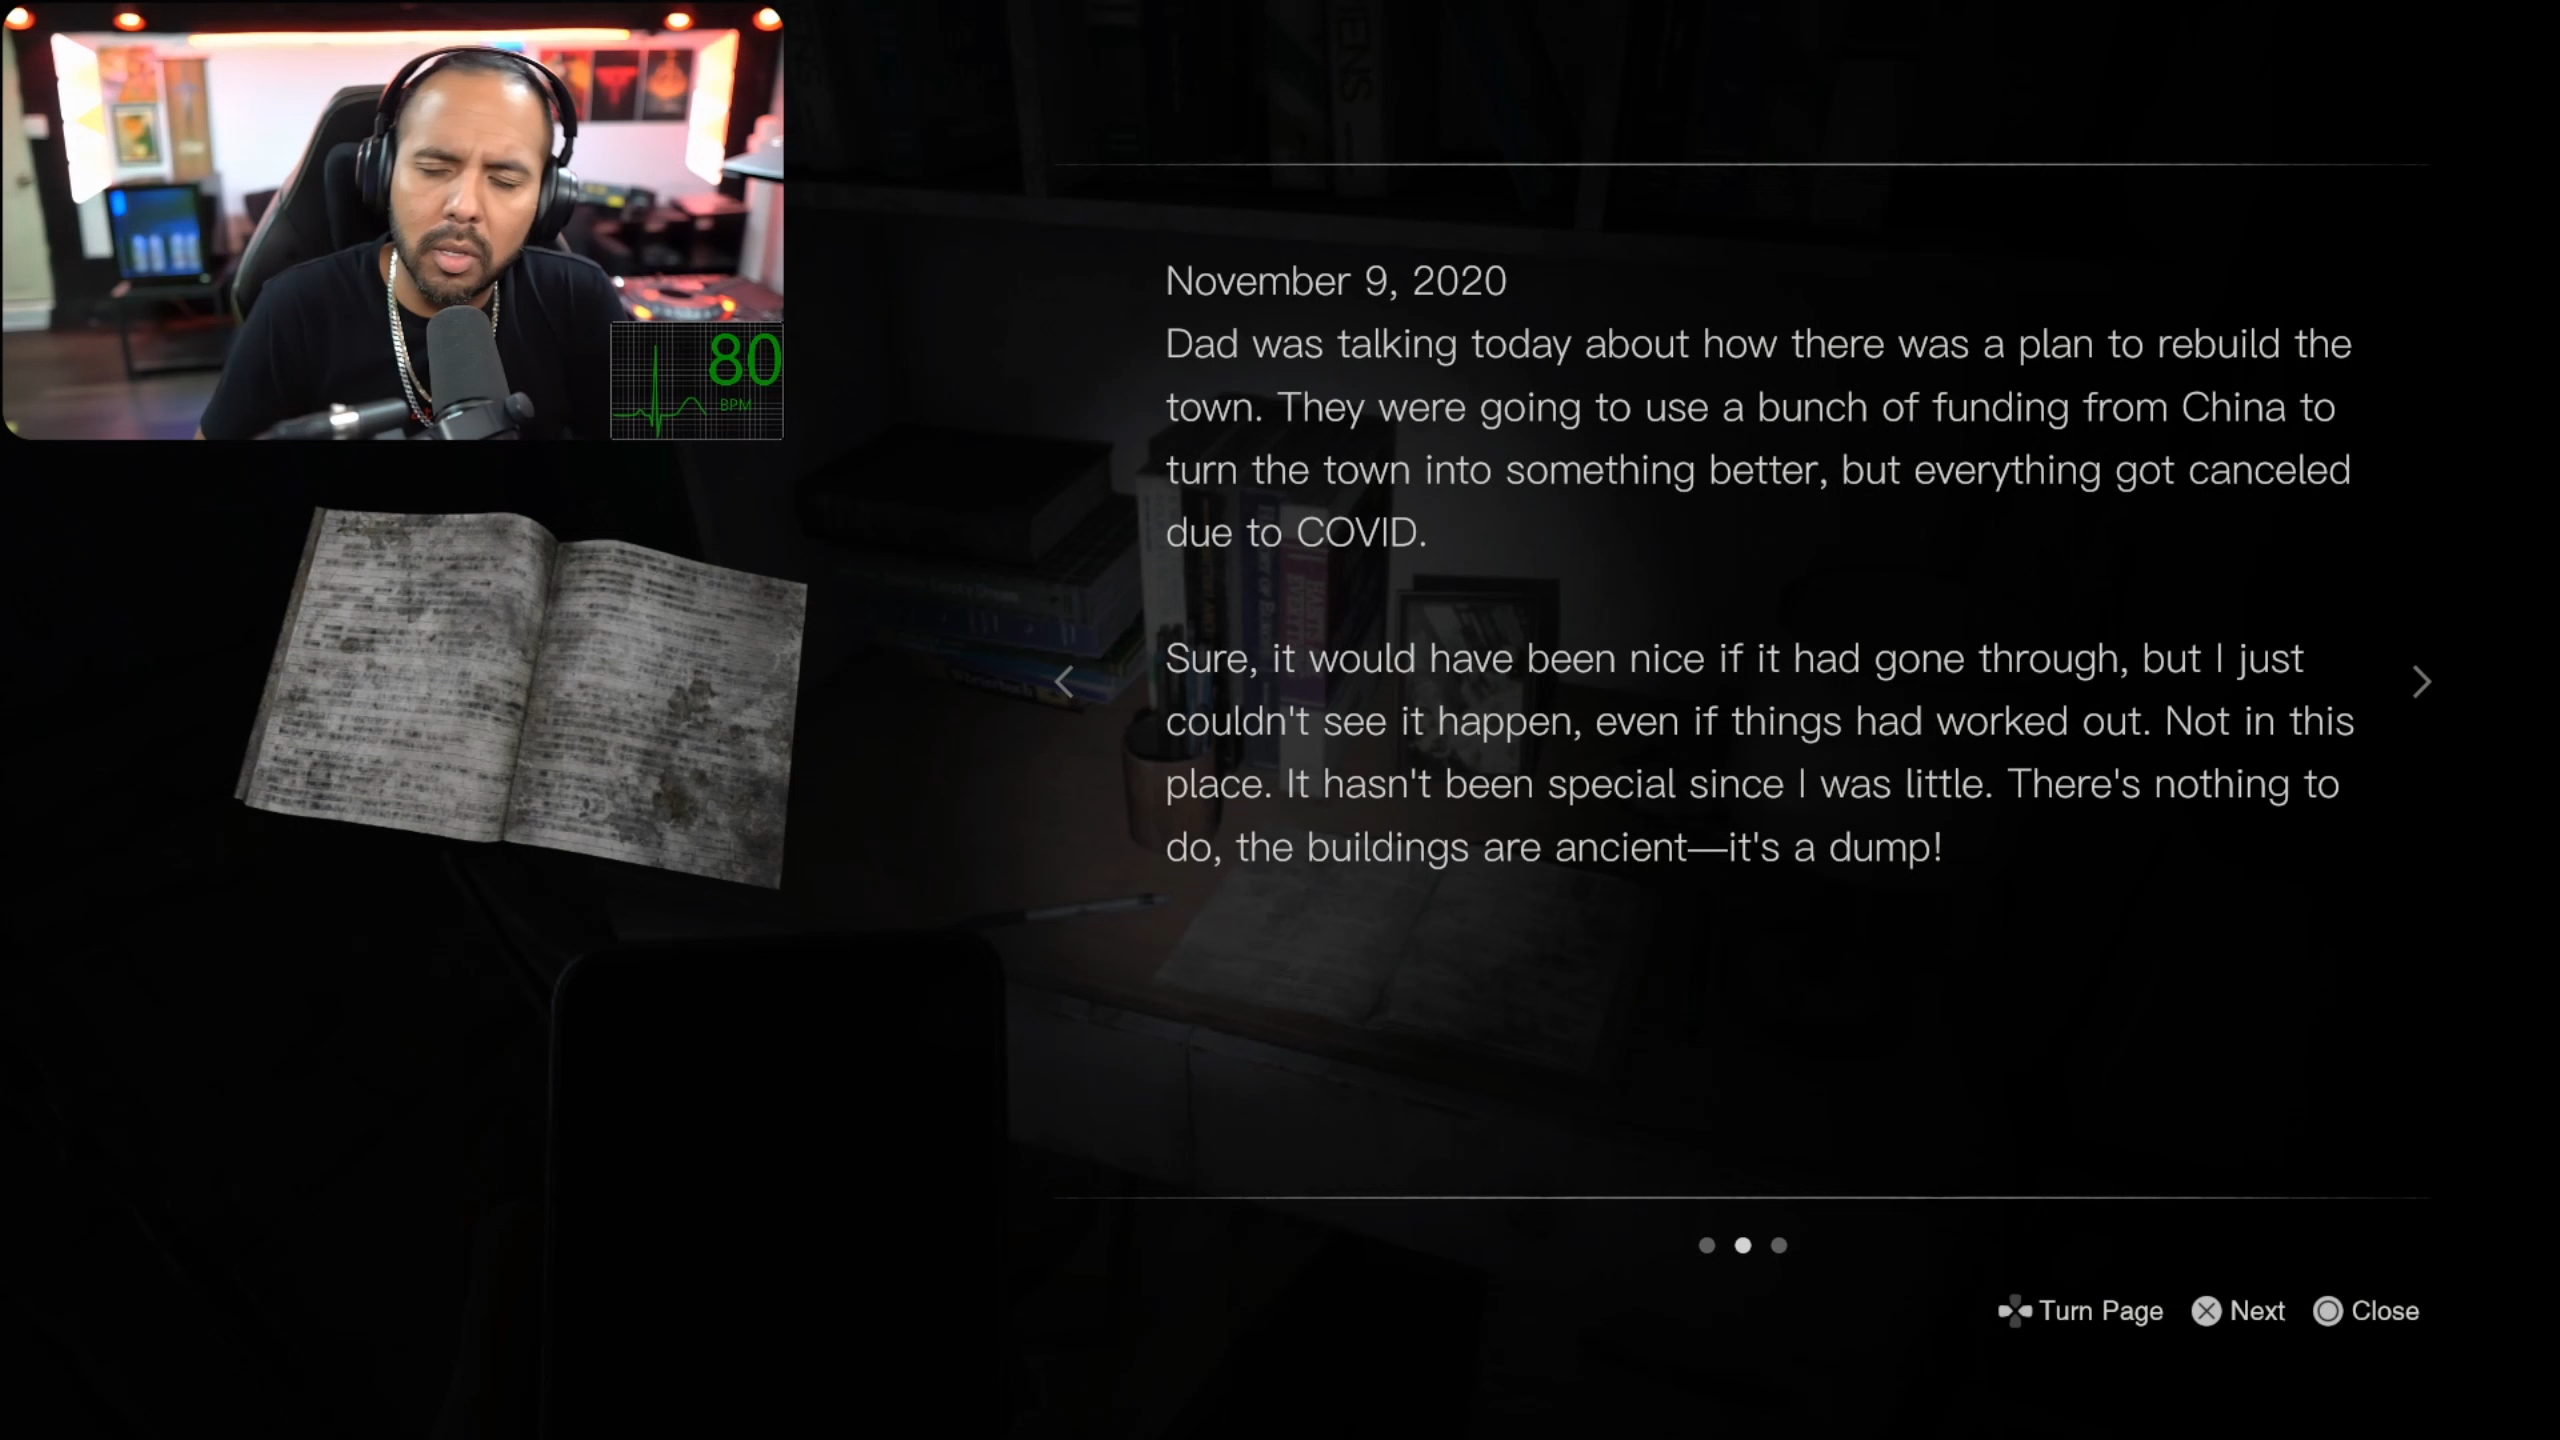 80
BPM
November 9, 2020
Dad was talking today about how there was a plan to rebuild the
town. They were going to use a bunch of funding from China to
turn the town into something better, but everything got canceled
due to COVID.
Sure, it would have been nice if it had gone through, but I just
couldn't see it happen, even if things had worked out. Not in this
place. It hasn't been special since I was little. There's nothing to
do, the buildings are ancient—it's a dump!
Turn Page Next Close